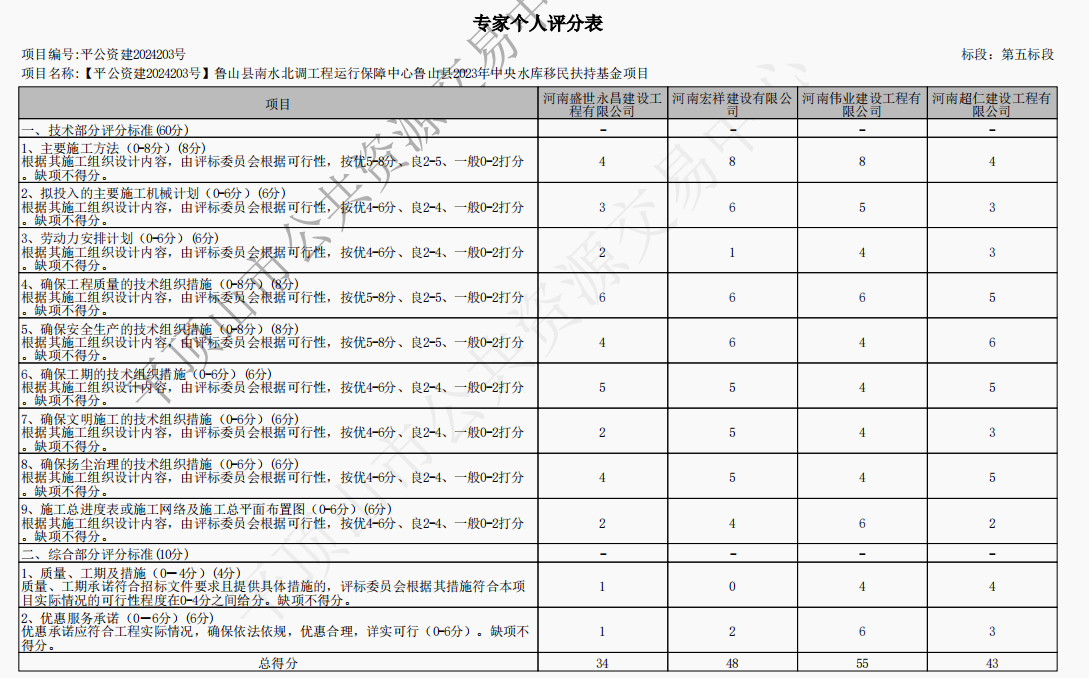 专家个人评分表
项目编号:平公资建2024203号
标段：第五标段
项目名称:【平公资建2024203号】鲁山县南水北调工程运行保障中心鲁山县2023年中央水库移民扶持基金项目
项目
河南盛世永昌建设工程有限公司
河南宏祥建设有限公司
河南伟业建设工程有限公司
河南超仁建设工程有限公司
一、技术部分评分标准(60分)
- - - -
1、主要施工方法（0-8分）(8分)
根据其施工组织设计内容，由评标委员会根据可行性，按优5-8分、良2-5、一般0-2打分
。缺项不得分。
4 8 8 4
2、拟投入的主要施工机械计划（0-6分）(6分)
根据其施工组织设计内容，由评标委员会根据可行性，按优4-6分、良2-4、一般0-2打分
。缺项不得分。
3 6 5 3
3、劳动力安排计划（0-6分）(6分)
根据其施工组织设计内容，由评标委员会根据可行性，按优4-6分、良2-4、一般0-2打分
。缺项不得分。
2 1 4 3
4、确保工程质量的技术组织措施（0-8分）(8分)
根据其施工组织设计内容，由评标委员会根据可行性，按优5-8分、良2-5、一般0-2打分
。缺项不得分。
6 6 6 5
5、确保安全生产的技术组织措施（0-8分）(8分)
根据其施工组织设计内容，由评标委员会根据可行性，按优5-8分、良2-5、一般0-2打分
。缺项不得分。
4 6 4 6
6、确保工期的技术组织措施（0-6分）(6分)
根据其施工组织设计内容，由评标委员会根据可行性，按优4-6分、良2-4、一般0-2打分
。缺项不得分。
5 5 4 5
7、确保文明施工的技术组织措施（0-6分）(6分)
根据其施工组织设计内容，由评标委员会根据可行性，按优4-6分、良2-4、一般0-2打分
。缺项不得分。
2 5 4 3
8、确保扬尘治理的技术组织措施（0-6分）(6分)
根据其施工组织设计内容，由评标委员会根据可行性，按优4-6分、良2-4、一般0-2打分
。缺项不得分。
4 5 4 5
9、施工总进度表或施工网络及施工总平面布置图（0-6分）(6分)
根据其施工组织设计内容，由评标委员会根据可行性，按优4-6分、良2-4、一般0-2打分
。缺项不得分。
2 4 6 2
二、综合部分评分标准(10分)
- - - -
1、质量、工期及措施（0－4分）(4分)
质量、工期承诺符合招标文件要求且提供具体措施的，评标委员会根据其措施符合本项
目实际情况的可行性程度在0-4分之间给分。缺项不得分。
1 0 4 4
2、优惠服务承诺（0－6分）(6分)
优惠承诺应符合工程实际情况，确保依法依规，优惠合理，详实可行（0-6分）。缺项不
得分。
1 2 6 3
总得分
34 48 55 43
平顶山市公共资源交易中
平顶山市公共资源交易中心